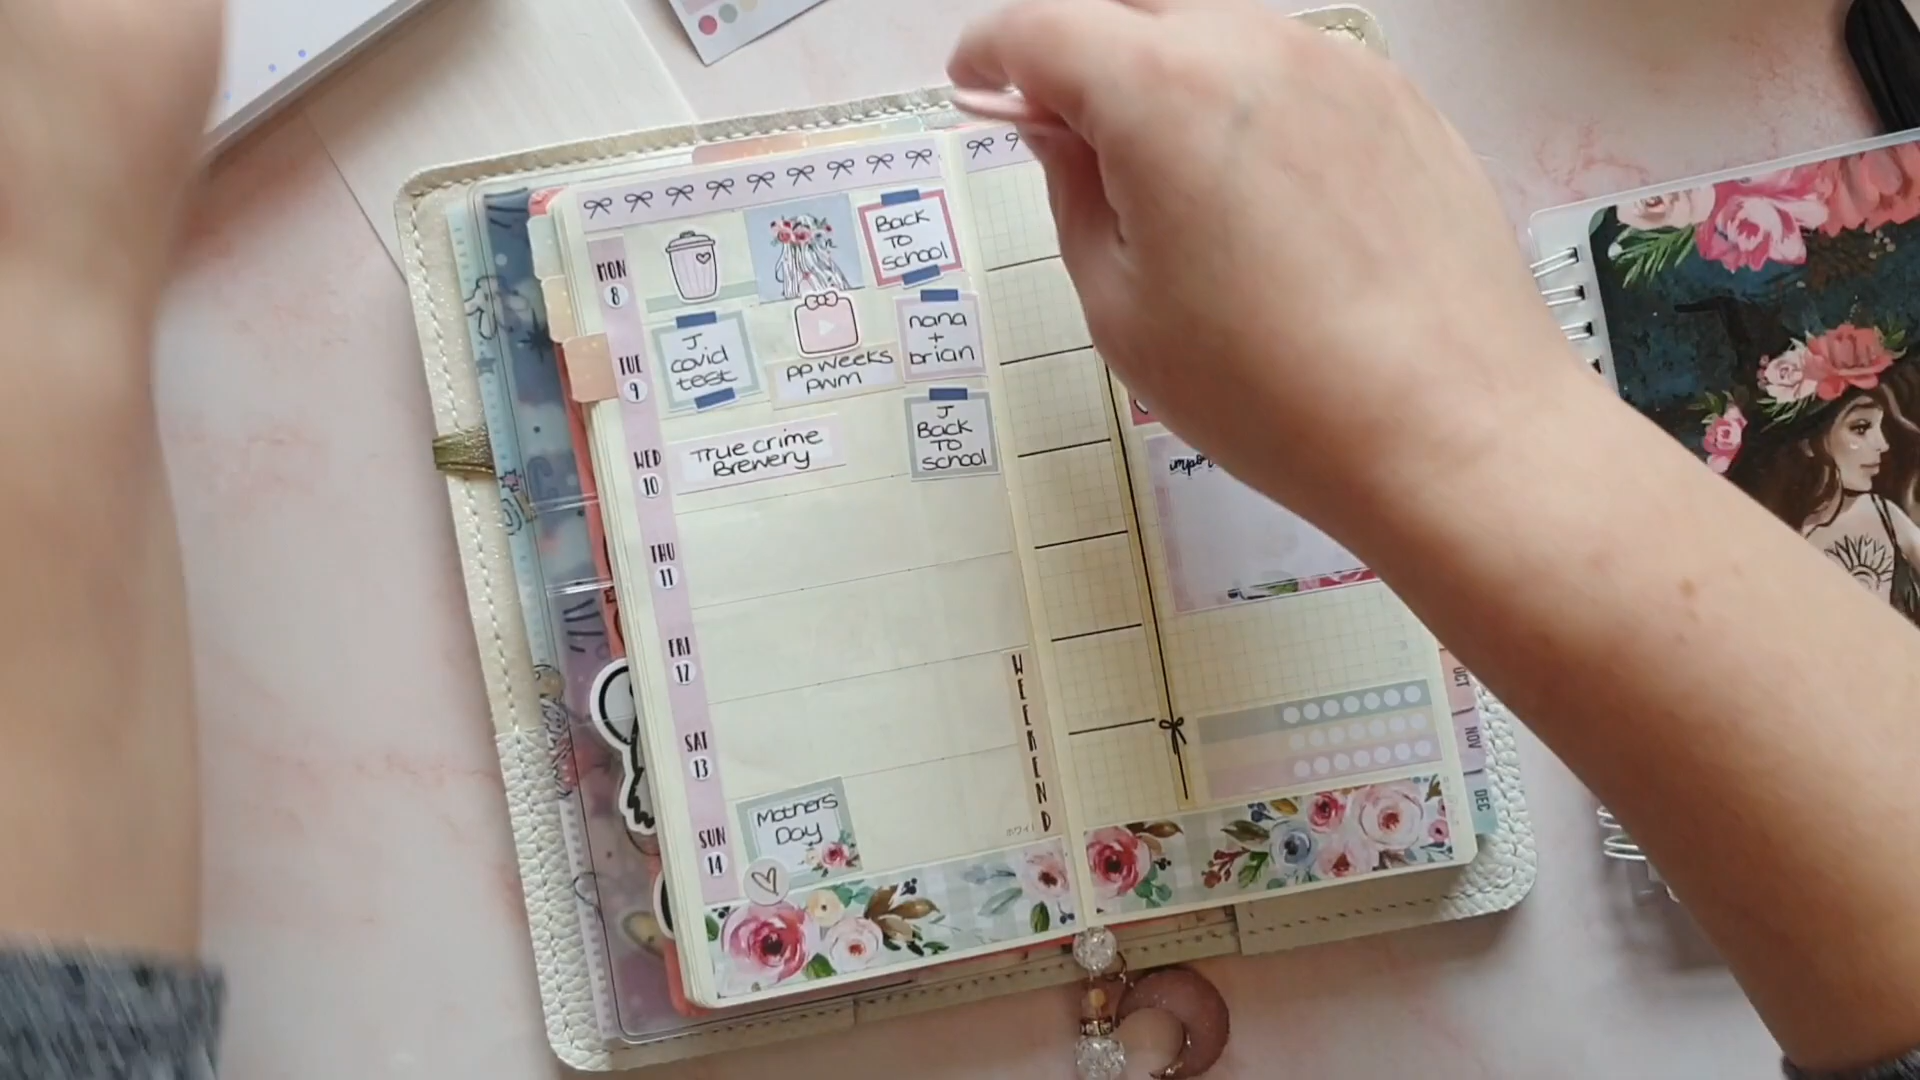 MON
8
Back
TO
school
TUE
9
J
covid
test
PP weeks
PWM
nana
+
brian
WED
10
True crime
Brewery
J
Back
TO
school
THU
11
FRI
12
SAT
13
WEEKEND
SUN
14
Mothers
Day
OCT
NOV
DEC